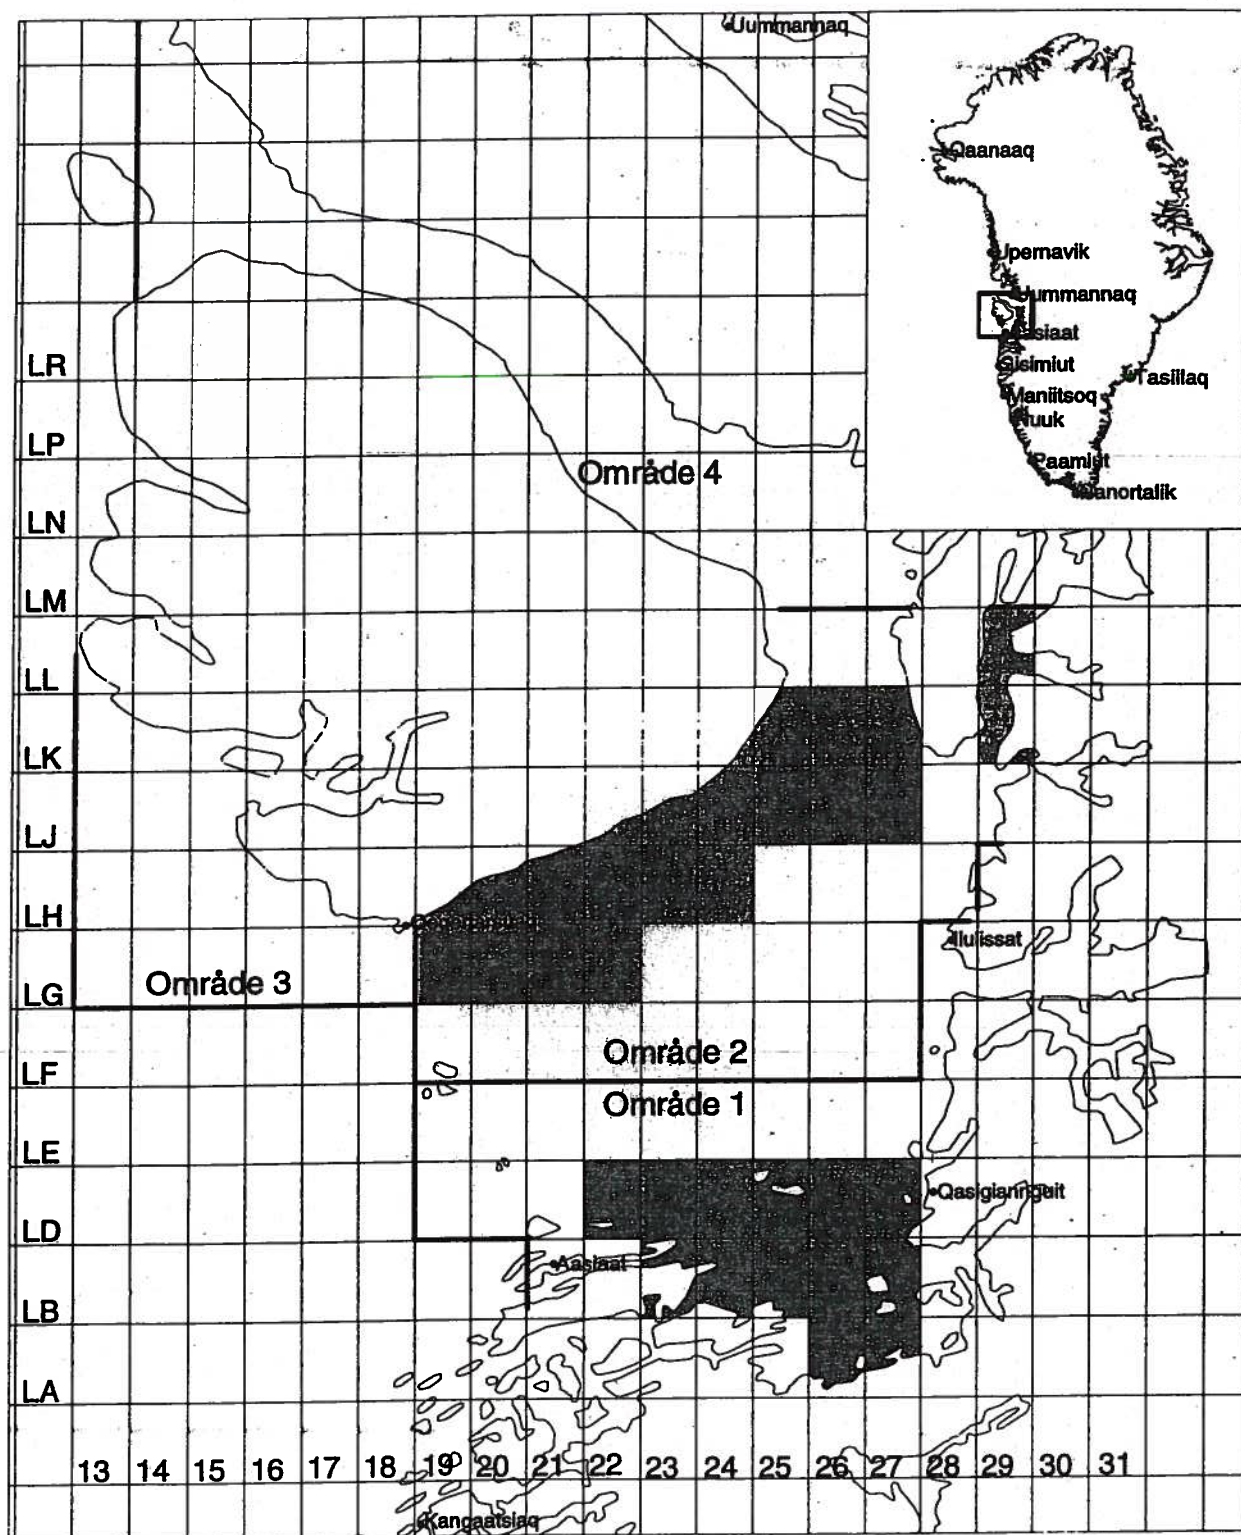 Uummannaq
Qaanaaq
Upernavik
Uummannaq
Aasiaat
Sisimiut
Maniitsoq
Nuuk
Paamiut
Nanortalik
Tasiilaq
LR
LP
Område 4
LN
LM
LL
LK
LJ
LH
Ilulissat
LG
Område 3
Område 2
LF
Område 1
LE
Qasigiannguit
LD
Aasiaat
LB
LA
13 14 15 16 17 18 19 20 21 22 23 24 25 26 27 28 29 30 31
Kangaatsiaq